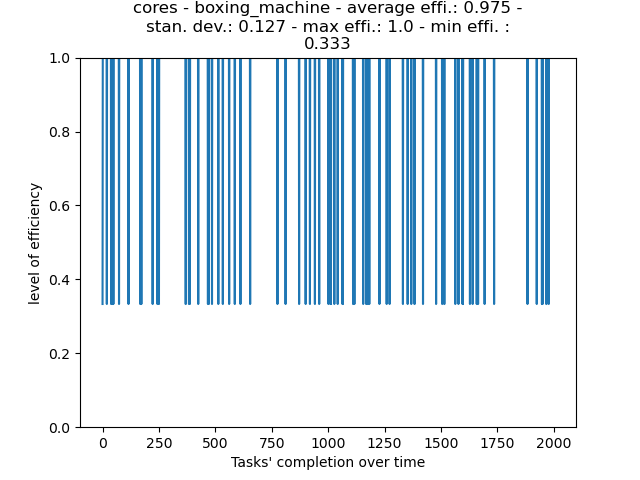 cores - boxing_machine - average effi.: 0.975 -
stan. dev.: 0.127 - max effi.: 1.0 - min effi. :
0.333
1.0
0.8
0.6
0.4
0.2
0.0
level of efficiency
0 250 500 750 1000 1250 1500 1750 2000
Tasks' completion over time